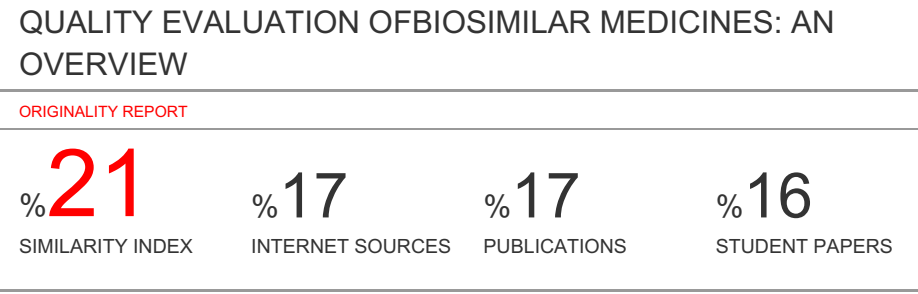 QUALITY EVALUATION OFBIOSIMILAR MEDICINES: AN
OVERVIEW
ORIGINALITY REPORT
%21
SIMILARITY INDEX
%17
INTERNET SOURCES
%17
PUBLICATIONS
%16
STUDENT PAPERS